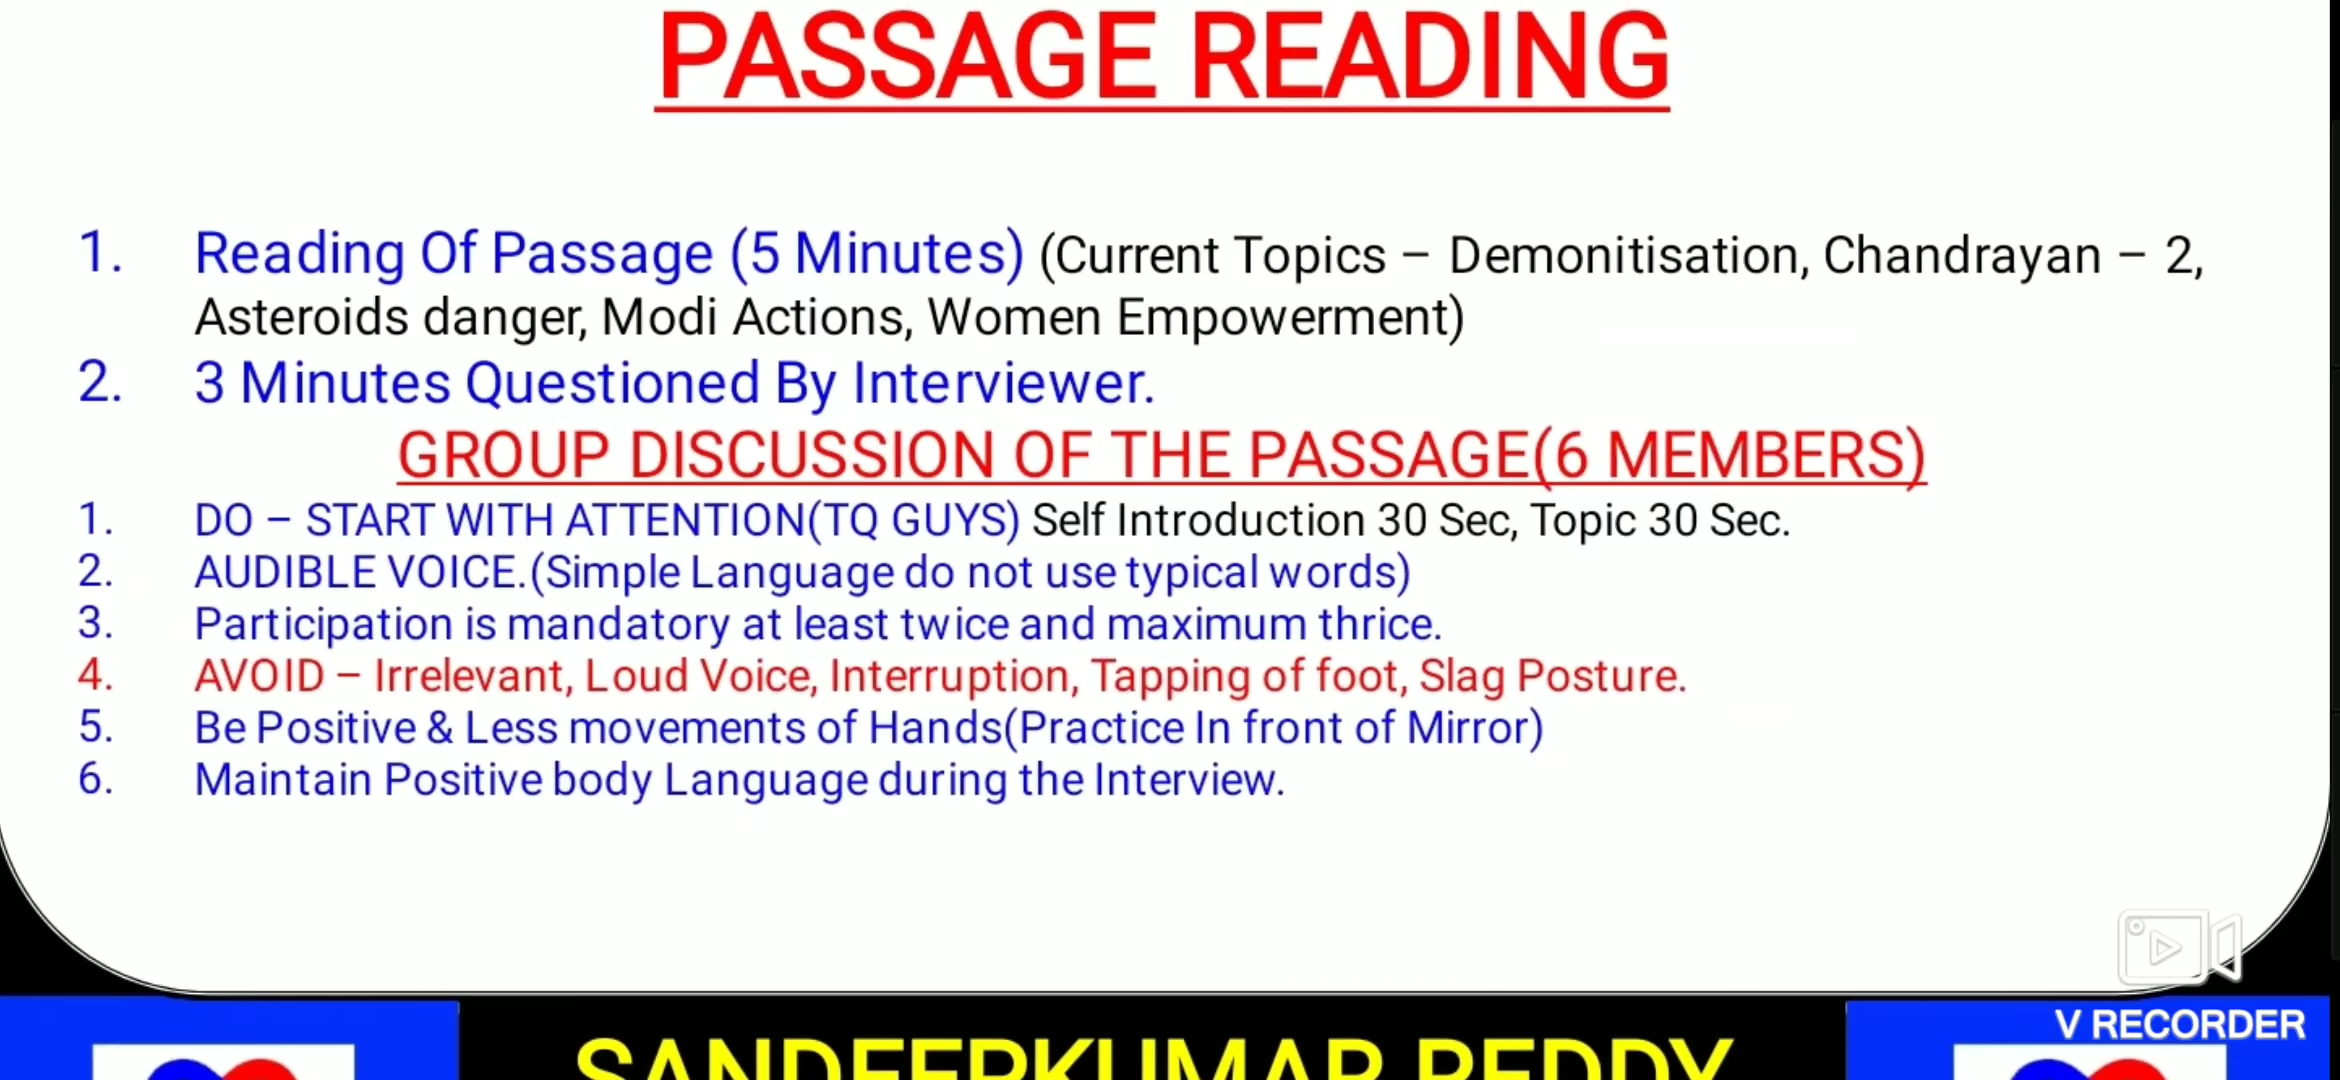 PASSAGE READING
1. Reading Of Passage (5 Minutes) (Current Topics – Demonitisation, Chandrayan – 2,
Asteroids danger, Modi Actions, Women Empowerment)
2. 3 Minutes Questioned By Interviewer.
GROUP DISCUSSION OF THE PASSAGE(6 MEMBERS)
1. DO – START WITH ATTENTION(TQ GUYS) Self Introduction 30 Sec, Topic 30 Sec.
2. AUDIBLE VOICE.(Simple Language do not use typical words)
3. Participation is mandatory at least twice and maximum thrice.
4. AVOID – Irrelevant, Loud Voice, Interruption, Tapping of foot, Slag Posture.
5. Be Positive & Less movements of Hands(Practice In front of Mirror)
6. Maintain Positive body Language during the Interview.
V RECORDER
SANDEEPKUMAR REDDY